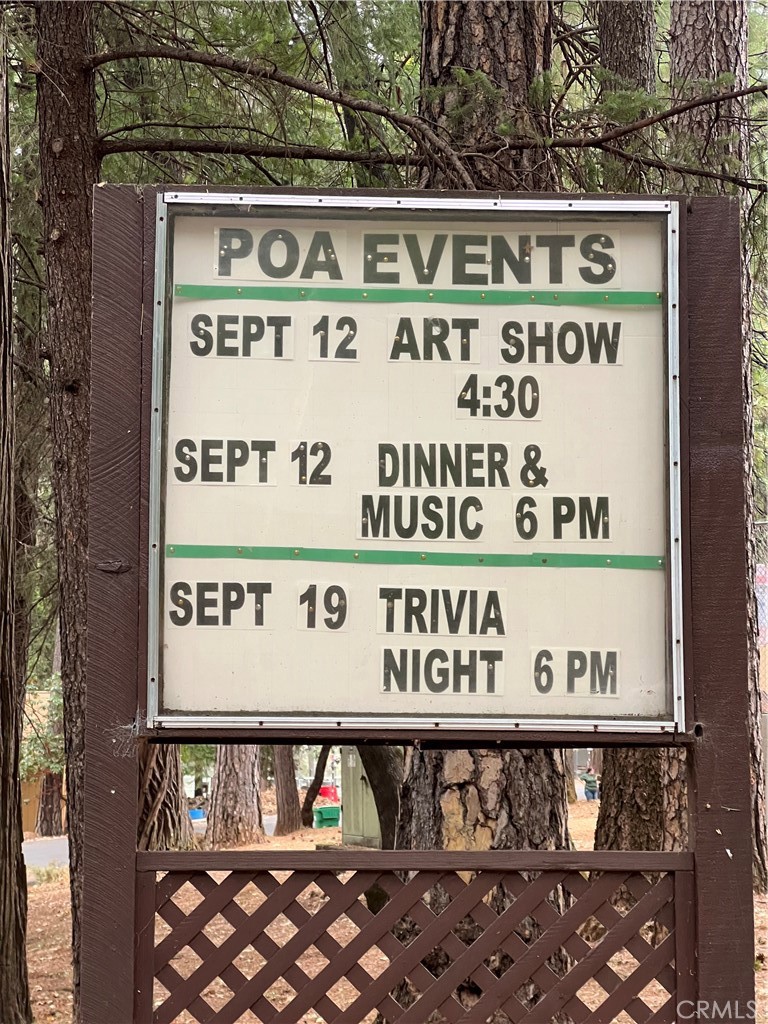 POA EVENTS
SEPT 12 ART SHOW
4:30
SEPT 12 DINNER &
MUSIC 6 PM
SEPT 19 TRIVIA
NIGHT 6 PM
CRMLS